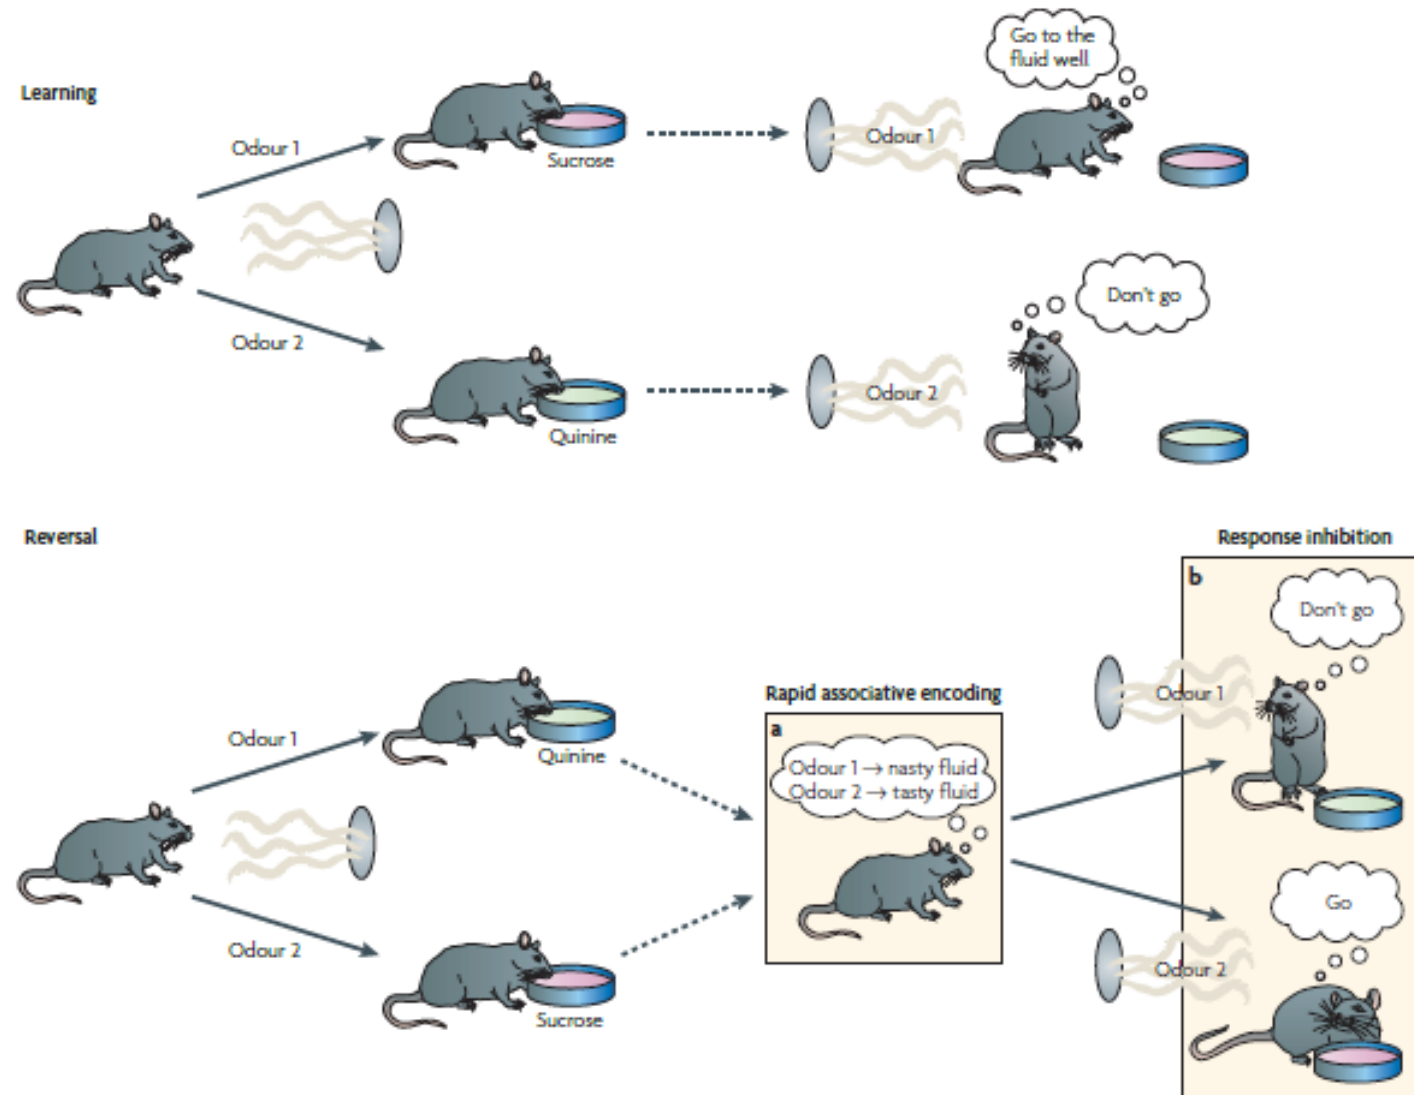 Learning
Odour 1
Sucrose
Odour 1
Go to the
fluid well
Odour 2
Quinine
Odour 2
Don't go
Reversal
Odour 1
Quinine
Odour 2
Sucrose
Rapid associative encoding
a
Odour 1 → nasty fluid
Odour 2 → tasty fluid
Response inhibition
b
Don't go
Odour 1
Go
Odour 2